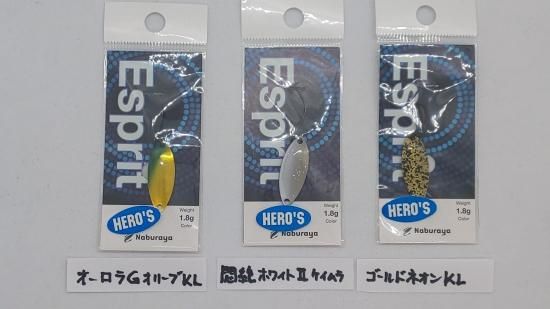 Esprit
HERO'S
Weight
1.8g
Color
Naburaya
Esprit
HERO'S
Weight
1.8g
Color
Naburaya
Esprit
HERO'S
Weight
1.8g
Color
Naburaya
オーロラGオリーブKL
悶絶ホワイトⅡケイムラ
ゴールドネオンKL